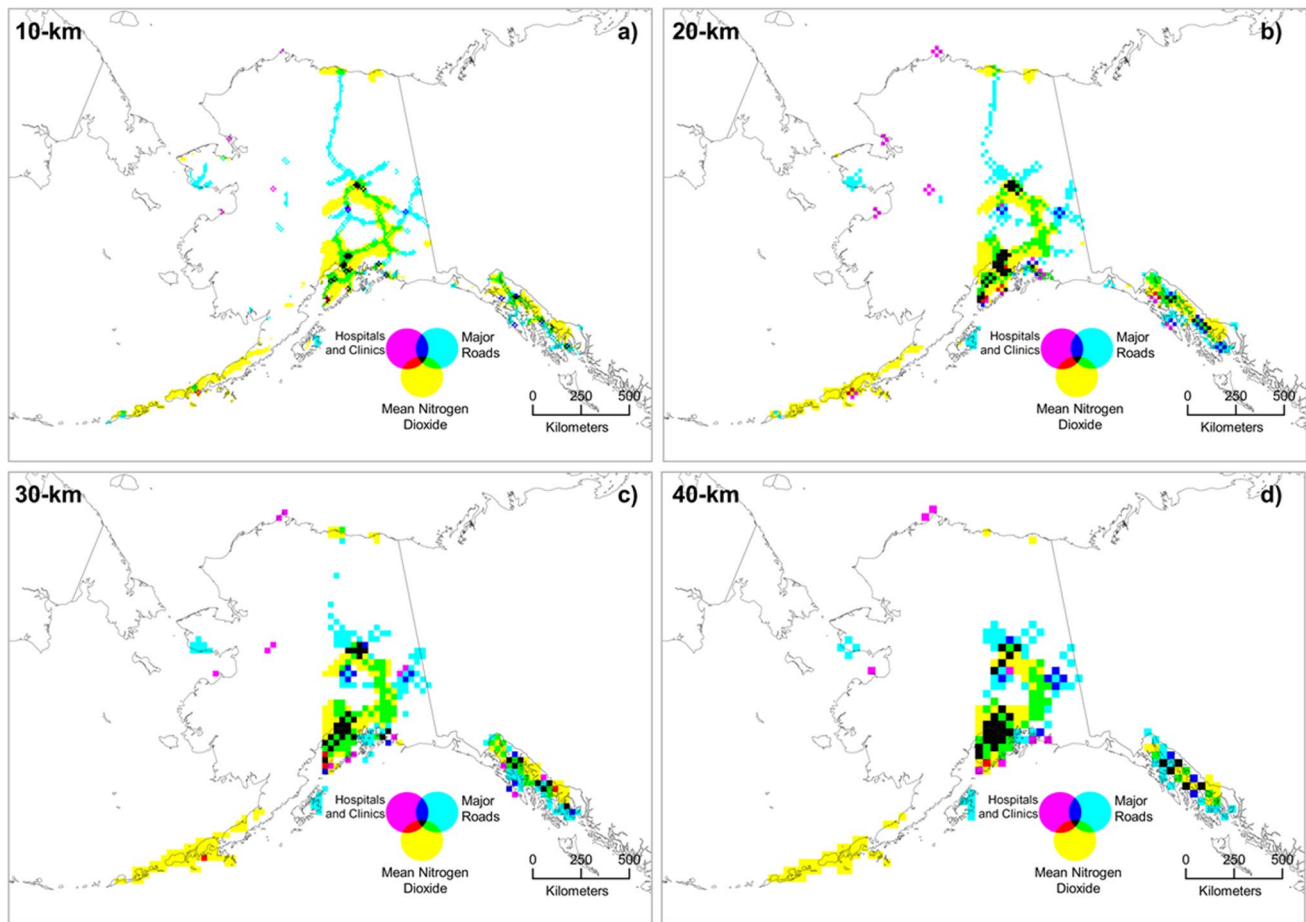 10-km
a)
Hospitals
and Clinics
Major
Roads
Mean Nitrogen
Dioxide
0 250 500
Kilometers
20-km
b)
Hospitals
and Clinics
Major
Roads
Mean Nitrogen
Dioxide
0 250 500
Kilometers
30-km
c)
Hospitals
and Clinics
Major
Roads
Mean Nitrogen
Dioxide
0 250 500
Kilometers
40-km
d)
Hospitals
and Clinics
Major
Roads
Mean Nitrogen
Dioxide
0 250 500
Kilometers